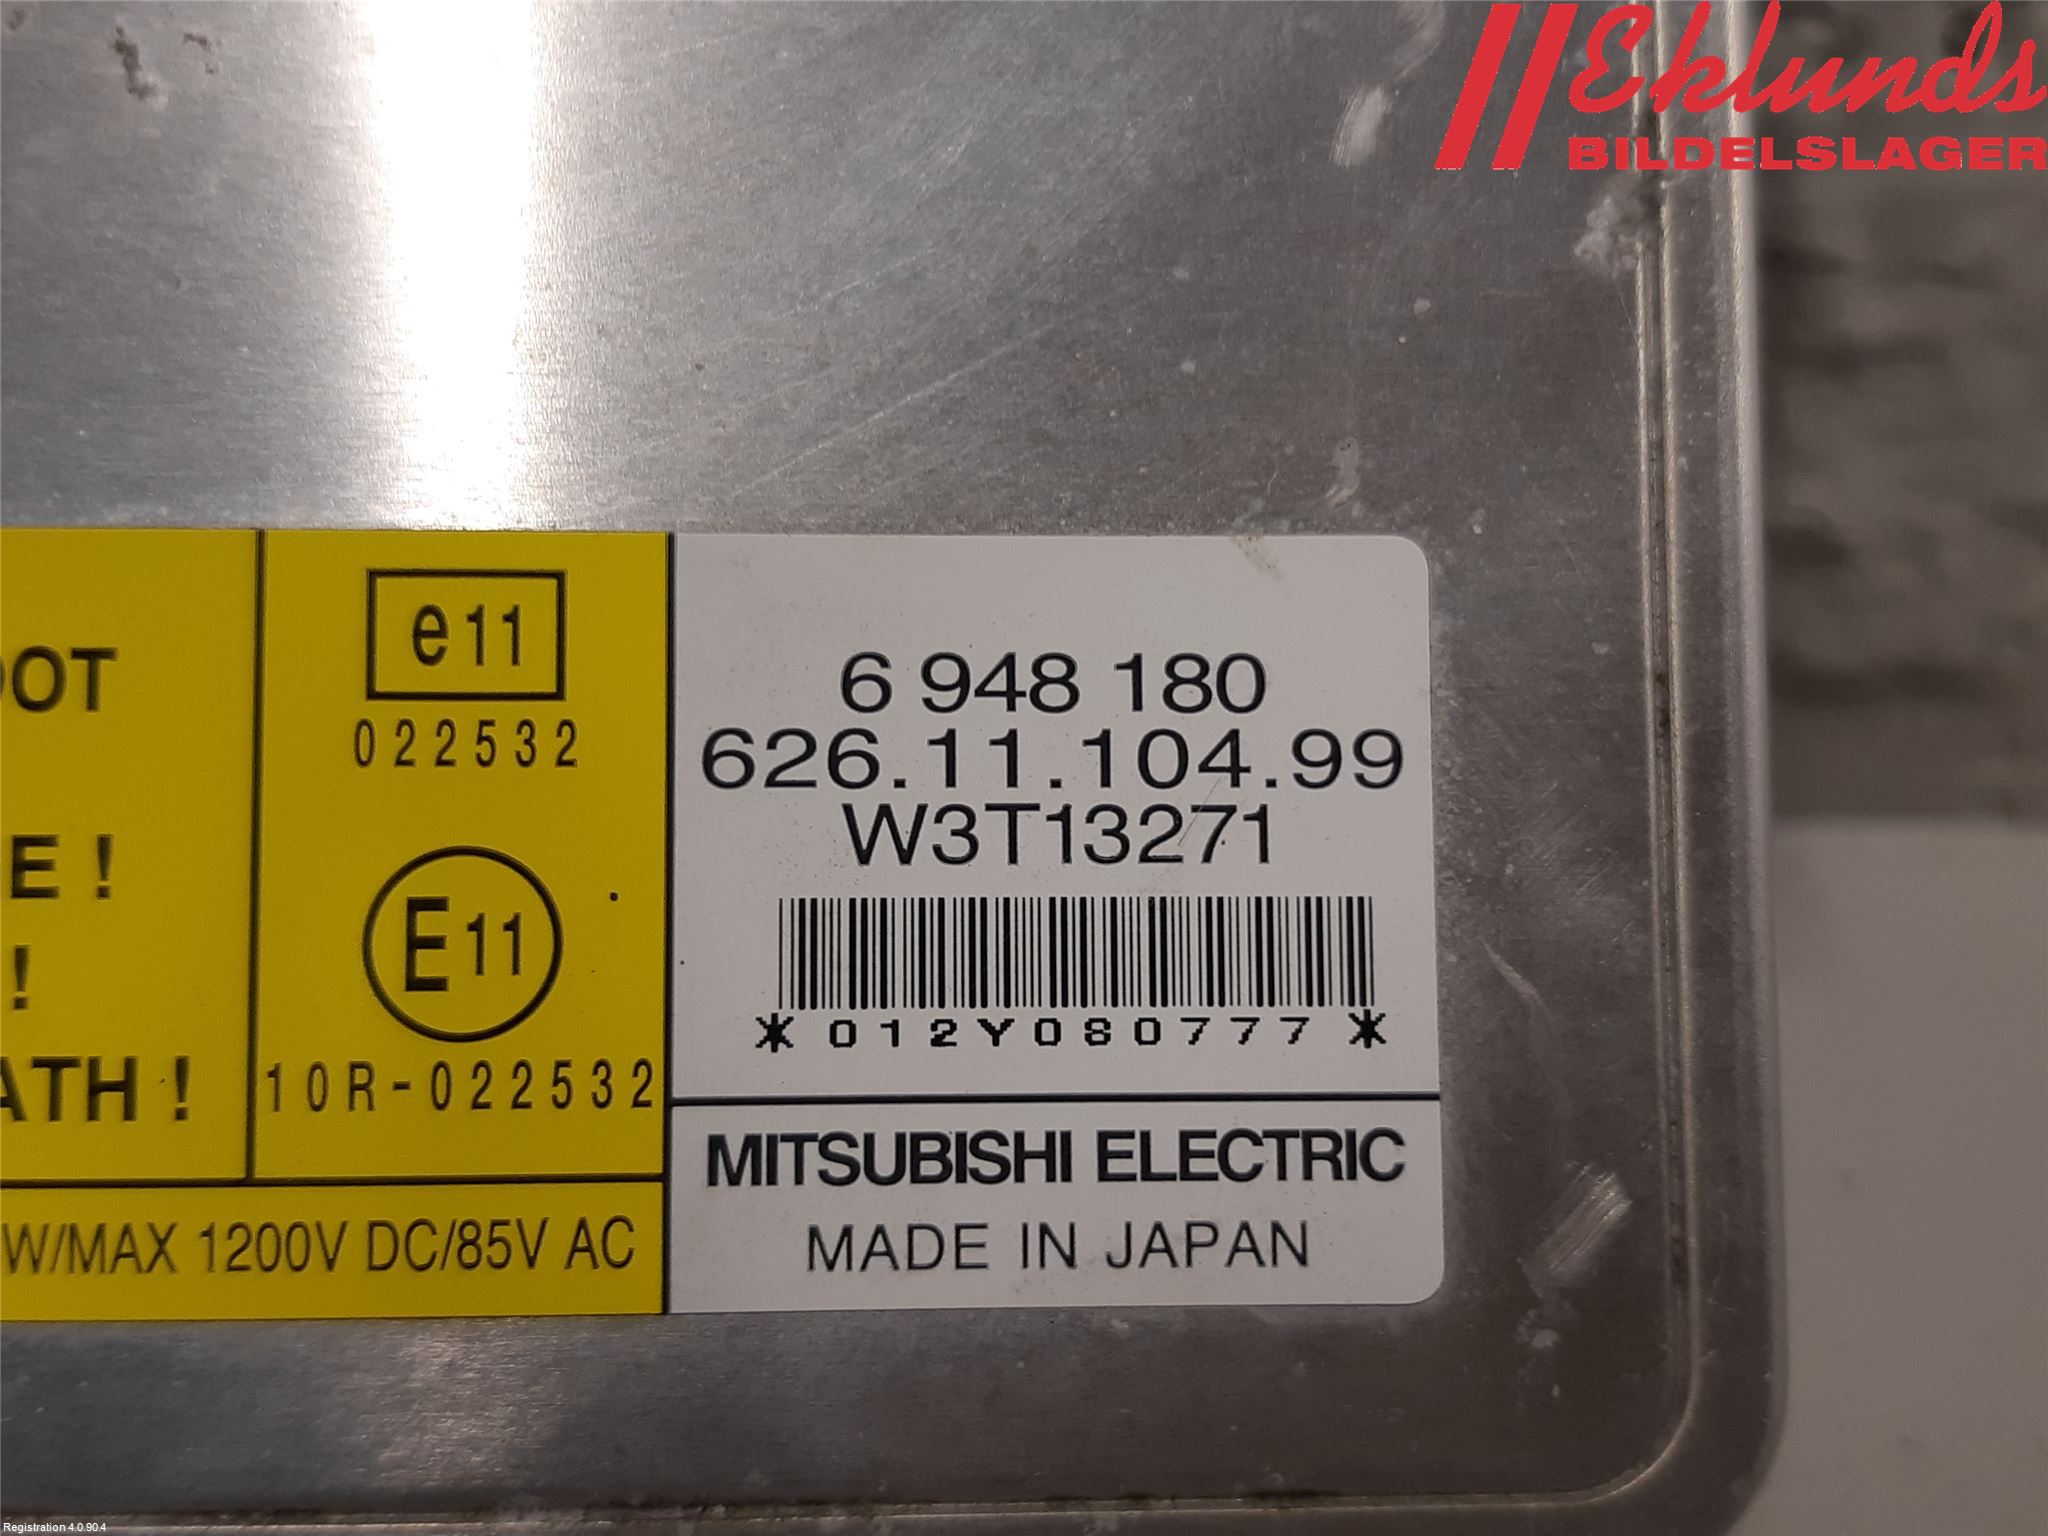 Eklunds
BILDELSLAGER
DOT
E !
!
ATH !
e11
022532
E11
10R-022532
W/MAX 1200V DC/85V AC
6 948 180
626.11.104.99
W3T13271
*012Y080777*
MITSUBISHI ELECTRIC
MADE IN JAPAN
Registration 4.0.90.4